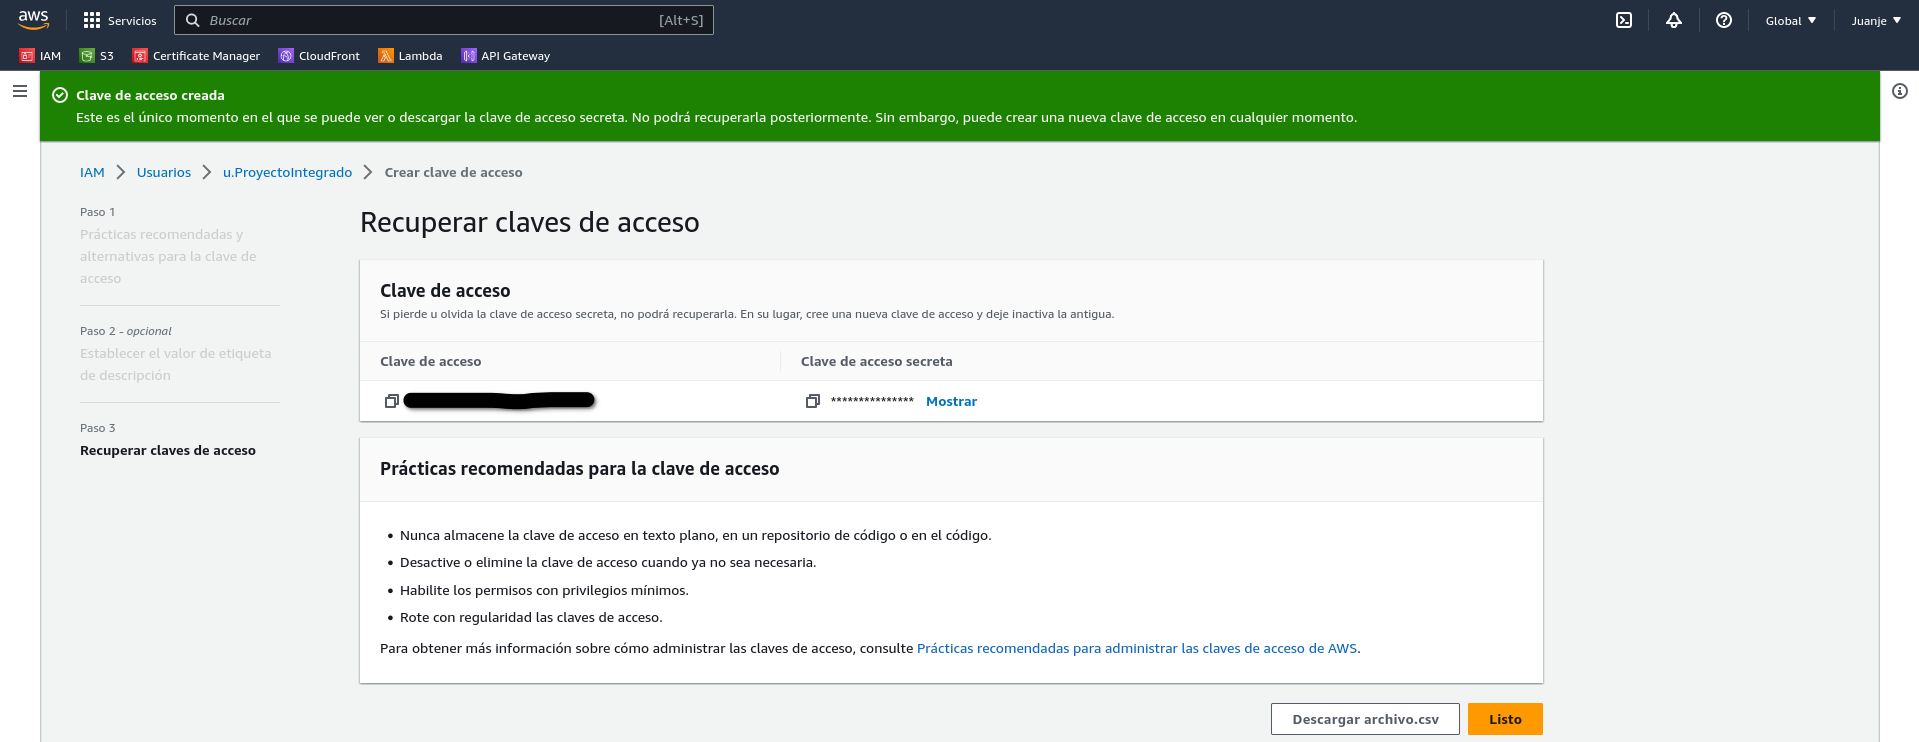 aws
Servicios
Buscar [Alt+S]
Global
Juanje
IAM S3 Certificate Manager CloudFront Lambda API Gateway
Clave de acceso creada
Este es el único momento en el que se puede ver o descargar la clave de acceso secreta. No podrá recuperarla posteriormente. Sin embargo, puede crear una nueva clave de acceso en cualquier momento.
IAM > Usuarios > u.ProyectoIntegrado > Crear clave de acceso
Paso 1
Prácticas recomendadas y
alternativas para la clave de
acceso
Paso 2 - opcional
Establecer el valor de etiqueta
de descripción
Paso 3
Recuperar claves de acceso
Recuperar claves de acceso
Clave de acceso
Si pierde u olvida la clave de acceso secreta, no podrá recuperarla. En su lugar, cree una nueva clave de acceso y deje inactiva la antigua.
Clave de acceso
Clave de acceso secreta
*************** Mostrar
Prácticas recomendadas para la clave de acceso
• Nunca almacene la clave de acceso en texto plano, en un repositorio de código o en el código.
• Desactive o elimine la clave de acceso cuando ya no sea necesaria.
• Habilite los permisos con privilegios mínimos.
• Rote con regularidad las claves de acceso.
Para obtener más información sobre cómo administrar las claves de acceso, consulte Prácticas recomendadas para administrar las claves de acceso de AWS.
Descargar archivo.csv
Listo